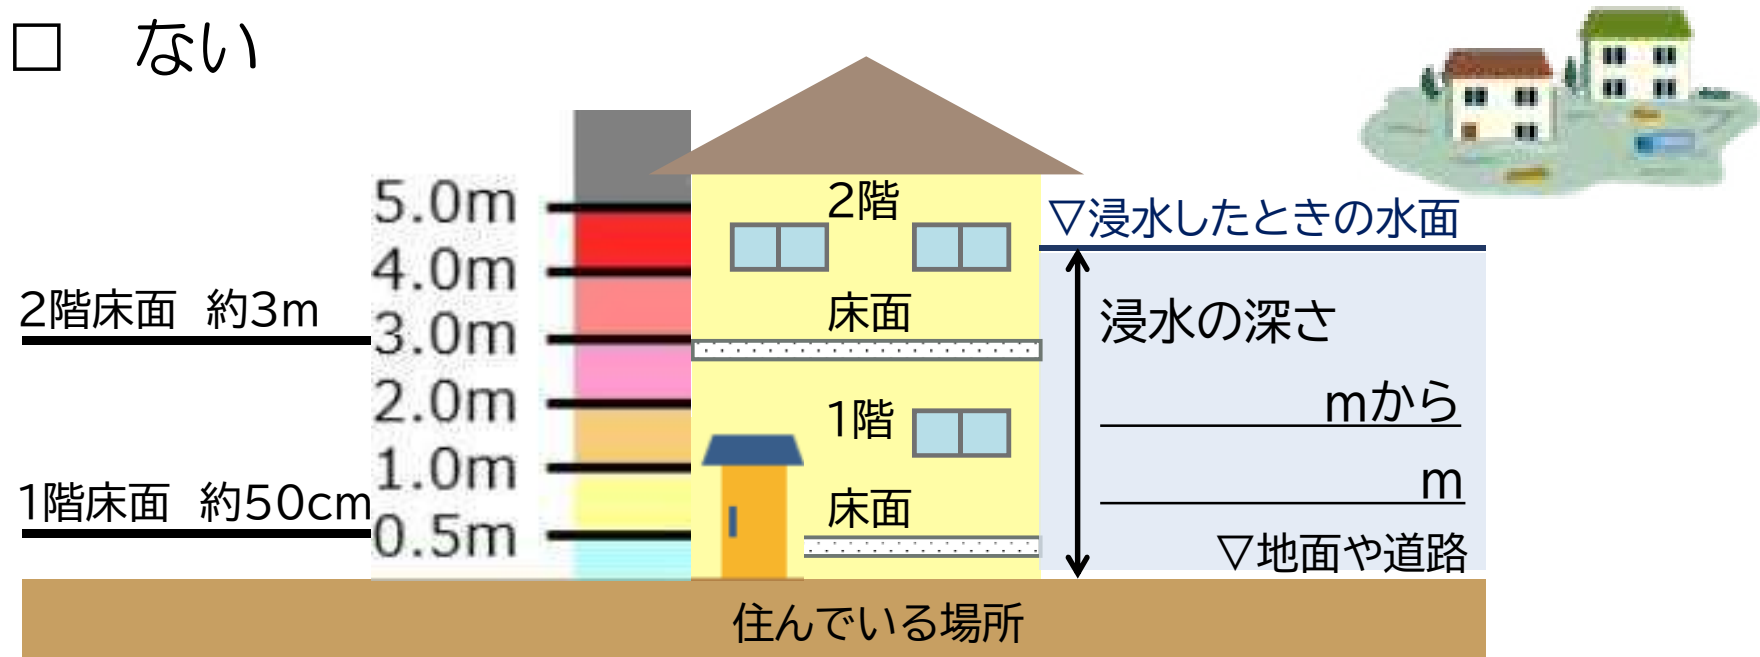 □ ない
5.0m
4.0m
3.0m
2.0m
1.0m
0.5m
2階床面 約3m
1階床面 約50cm
2階
床面
1階
床面
▽浸水したときの水面
浸水の深さ
mから
m
▽地面や道路
住んでいる場所